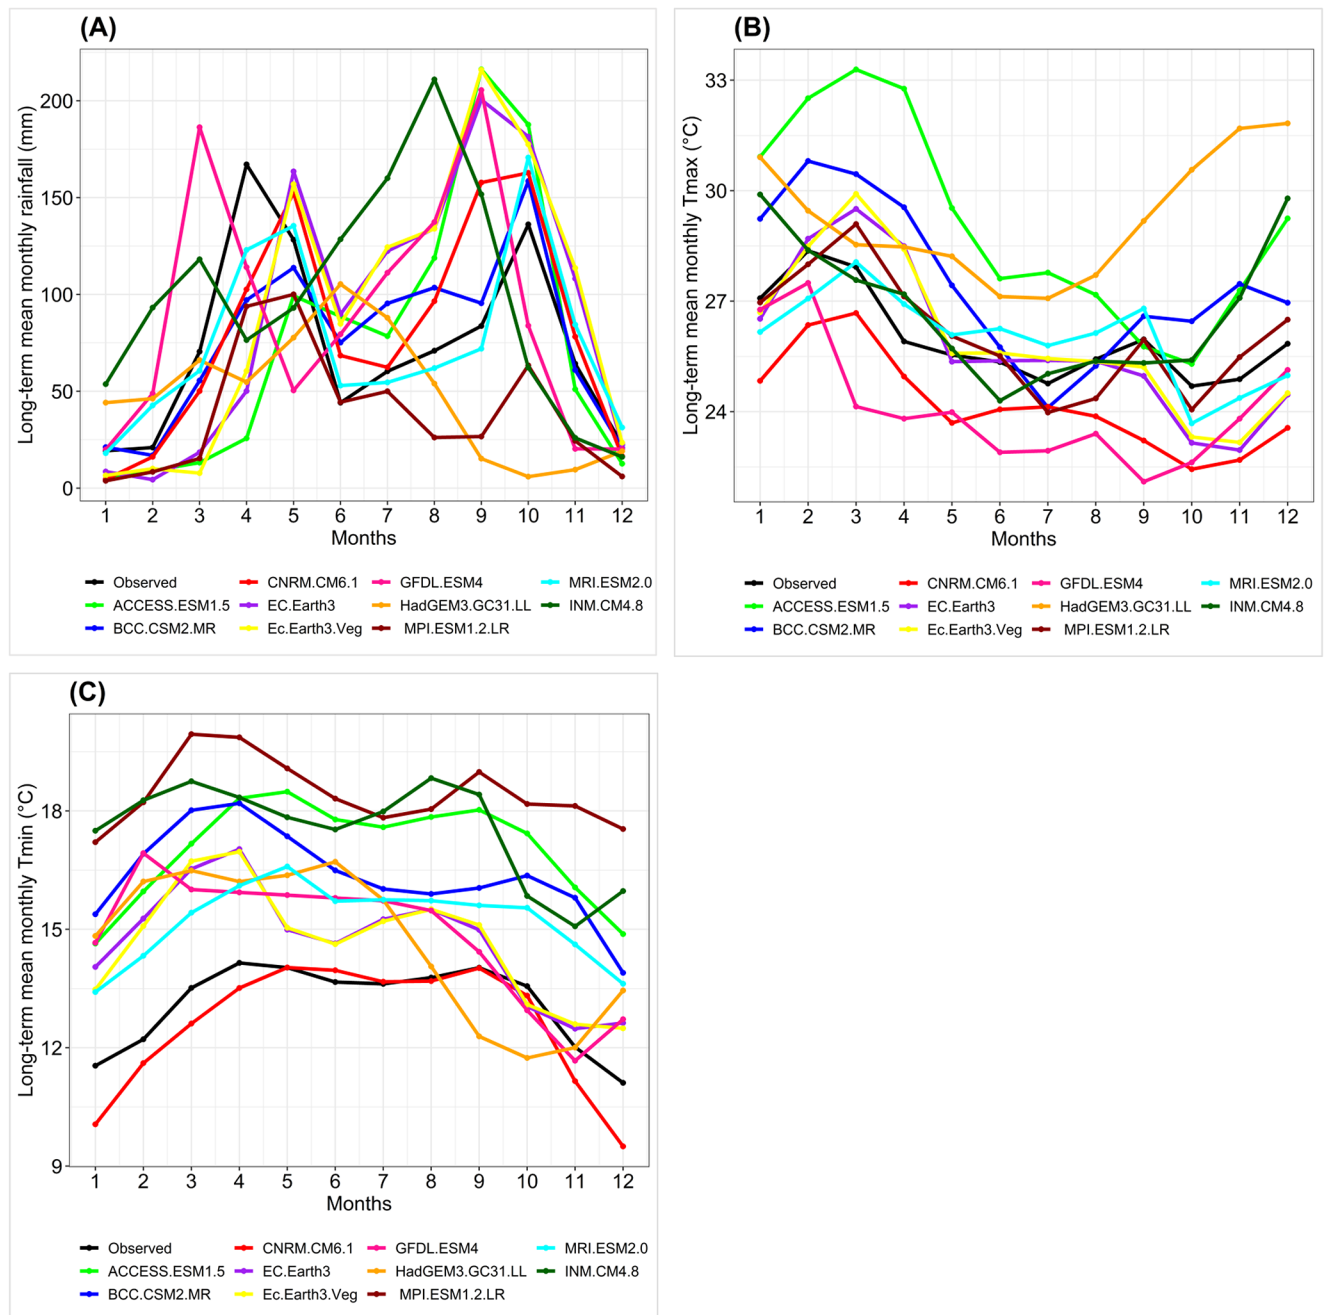 (A)
Long-term mean monthly rainfall (mm)
200
150
100
50
0
1 2 3 4 5 6 7 8 9 10 11 12
Months
Observed CNRM.CM6.1 GFDL.ESM4 MRI.ESM2.0
ACCESS.ESM1.5 EC.Earth3 HadGEM3.GC31.LL INM.CM4.8
BCC.CSM2.MR Ec.Earth3.Veg MPI.ESM1.2.LR
(B)
Long-term mean monthly Tmax (°C)
33
30
27
24
1 2 3 4 5 6 7 8 9 10 11 12
Months
Observed CNRM.CM6.1 GFDL.ESM4 MRI.ESM2.0
ACCESS.ESM1.5 EC.Earth3 HadGEM3.GC31.LL INM.CM4.8
BCC.CSM2.MR Ec.Earth3.Veg MPI.ESM1.2.LR
(C)
Long-term mean monthly Tmin (°C)
18
15
12
9
1 2 3 4 5 6 7 8 9 10 11 12
Months
Observed CNRM.CM6.1 GFDL.ESM4 MRI.ESM2.0
ACCESS.ESM1.5 EC.Earth3 HadGEM3.GC31.LL INM.CM4.8
BCC.CSM2.MR Ec.Earth3.Veg MPI.ESM1.2.LR